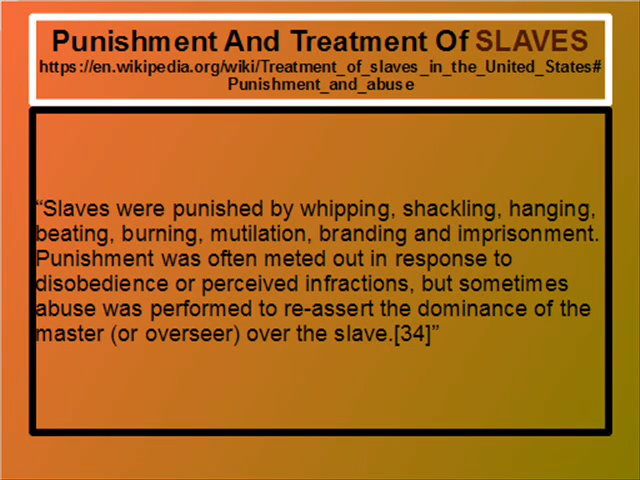 Punishment And Treatment Of SLAVES
https://en.wikipedia.org/wiki/Treatment_of_slaves_in_the_United_States#
Punishment_and_abuse
“Slaves were punished by whipping, shackling, hanging,
beating, burning, mutilation, branding and imprisonment.
Punishment was often meted out in response to
disobedience or perceived infractions, but sometimes
abuse was performed to re-assert the dominance of the
master (or overseer) over the slave.[34]”